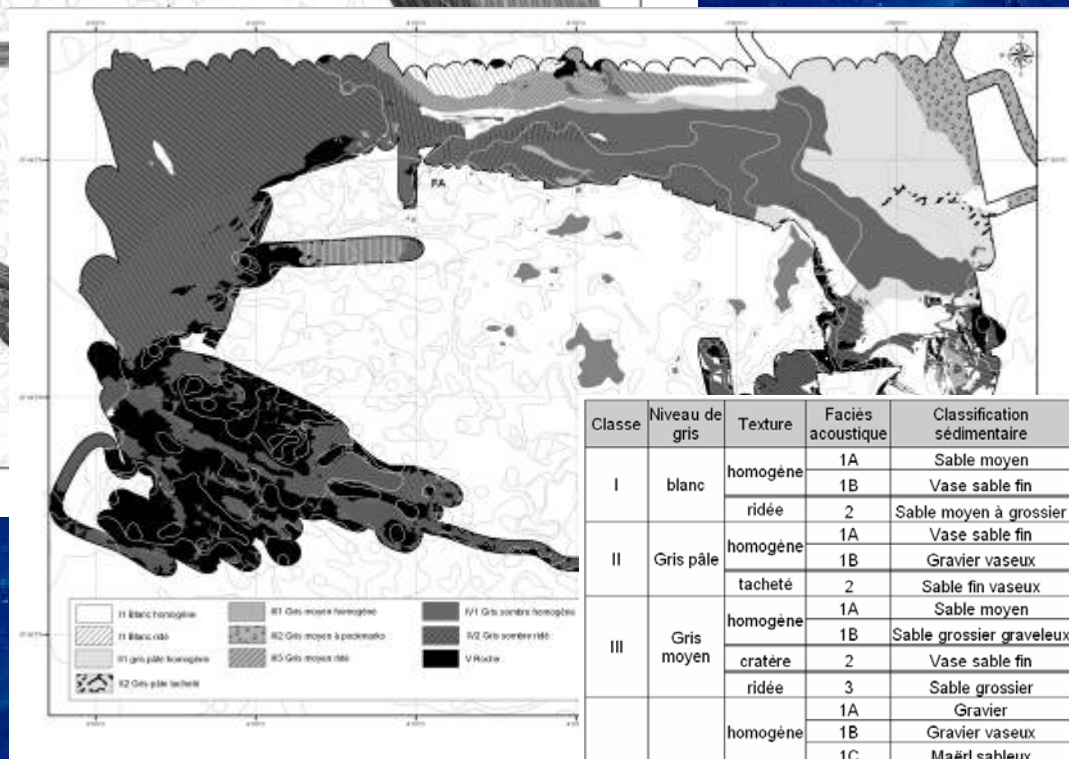 FA
I1 Blanc homogène
I1 Blanc ridé
II1 gris pâle homogène
II2 Gris pâle tacheté
III1 Gris moyen homogéné
III2 Gris moyen à pockmarks
III3 Gris moyen ridé
IV1 Gris sombre homogène
IV2 Gris sombre ridé
V Roche
Classe Niveau de gris Texture Faciès acoustique Classification sédimentaire
I blanc homogène 1A Sable moyen
1B Vase sable fin
ridée 2 Sable moyen à grossier
II Gris pâle homogène 1A Vase sable fin
1B Gravier vaseux
tacheté 2 Sable fin vaseux
III Gris moyen homogène 1A Sable moyen
1B Sable grossier graveleux
cratère 2 Vase sable fin
ridée 3 Sable grossier
homogène 1A Gravier
1B Gravier vaseux
1C Maërl sableux